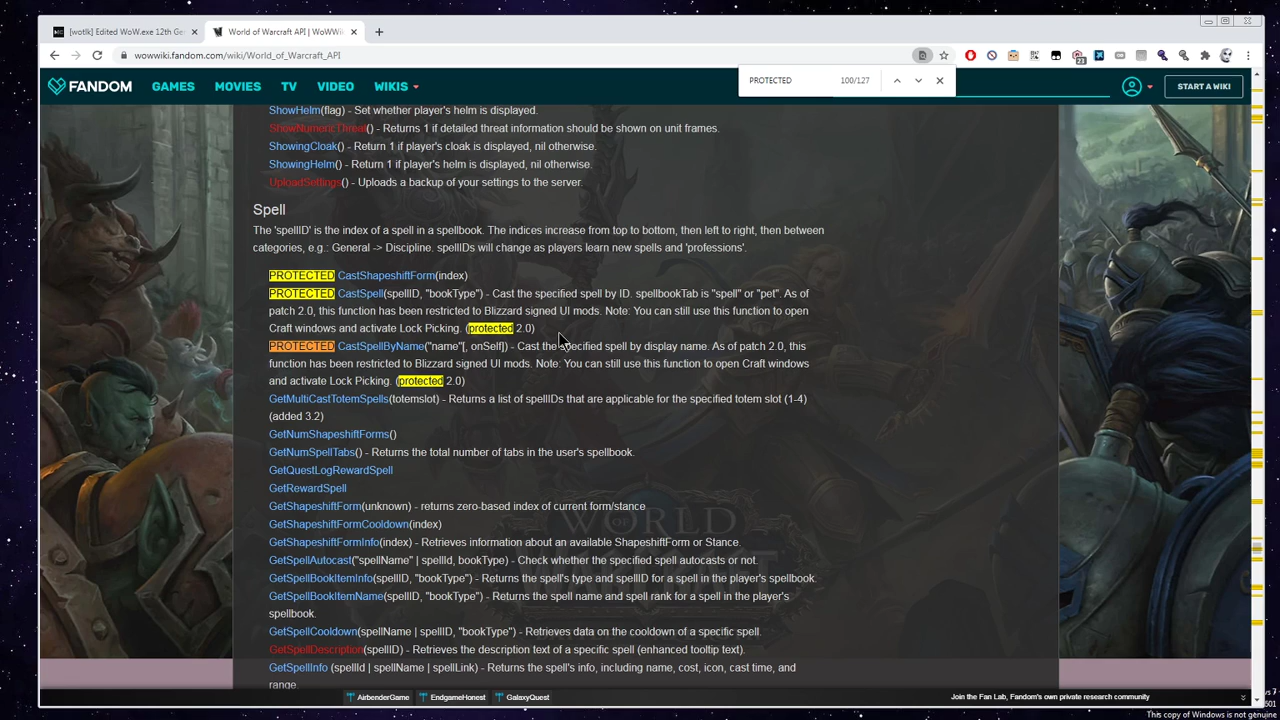 [wotlk] Edited WoW.exe 12th Ge
World of Warcraft API | WoWWik
wowwiki.fandom.com/wiki/World_of_Warcraft_API
23
PROTECTED 100/127
FANDOM GAMES MOVIES TV VIDEO WIKIS START A WIKI
ShowHelm(flag) - Set whether player's helm is displayed.
ShowNumericThreat() - Returns 1 if detailed threat information should be shown on unit frames.
ShowingCloak() - Return 1 if player's cloak is displayed, nil otherwise.
ShowingHelm() - Return 1 if player's helm is displayed, nil otherwise.
UploadSettings() - Uploads a backup of your settings to the server.
Spell
The 'spellID' is the index of a spell in a spellbook. The indices increase from top to bottom, then left to right, then between
categories, e.g.: General -> Discipline. spellIDs will change as players learn new spells and 'professions'.
PROTECTED CastShapeshiftForm(index)
PROTECTED CastSpell(spellID, "bookType") - Cast the specified spell by ID. spellbookTab is "spell" or "pet". As of
patch 2.0, this function has been restricted to Blizzard signed UI mods. Note: You can still use this function to open
Craft windows and activate Lock Picking. (protected 2.0)
PROTECTED CastSpellByName("name"[, onSelf]) - Cast the specified spell by display name. As of patch 2.0, this
function has been restricted to Blizzard signed UI mods. Note: You can still use this function to open Craft windows
and activate Lock Picking. (protected 2.0)
GetMultiCastTotemSpells(totemslot) - Returns a list of spellIDs that are applicable for the specified totem slot (1-4)
(added 3.2)
GetNumShapeshiftForms()
GetNumSpellTabs() - Returns the total number of tabs in the user's spellbook.
GetQuestLogRewardSpell
GetRewardSpell
GetShapeshiftForm(unknown) - returns zero-based index of current form/stance
GetShapeshiftFormCooldown(index)
GetShapeshiftFormInfo(index) - Retrieves information about an available ShapeshiftForm or Stance.
GetSpellAutocast("spellName" | spellId, bookType) - Check whether the specified spell autocasts or not.
GetSpellBookItemInfo(spellID, "bookType") - Returns the spell's type and spellID for a spell in the player's spellbook.
GetSpellBookItemName(spellID, "bookType") - Returns the spell name and spell rank for a spell in the player's
spellbook.
GetSpellCooldown(spellName | spellID, "bookType") - Retrieves data on the cooldown of a specific spell.
GetSpellDescription(spellID) - Retrieves the description text of a specific spell (enhanced tooltip text).
GetSpellInfo (spellId | spellName | spellLink) - Returns the spell's info, including name, cost, icon, cast time, and
range.
WORLD
AirbenderGame EndgameHonest GalaxyQuest Join the Fan Lab, Fandom's own private research community
601
This copy of Windows is not genuine